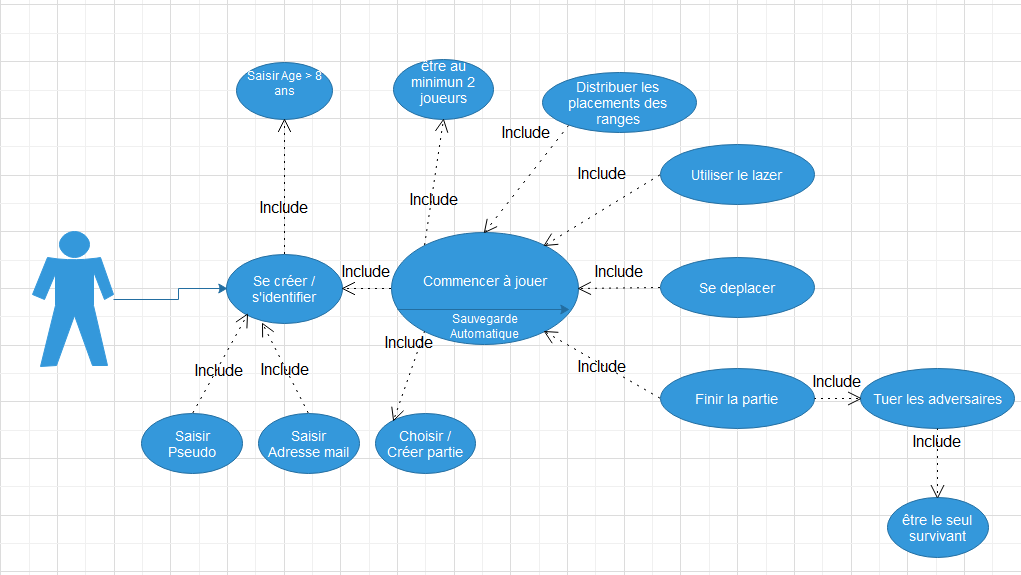 Saisir Age > 8
ans
être au
minimun 2
joueurs
Distribuer les
placements des
ranges
Include
Utiliser le lazer
Include
Include
Include
Se créer /
s'identifier
Include
Commencer à jouer
Include
Se deplacer
Sauvegarde
Automatique
Include
Include
Include
Include
Finir la partie
Include
Tuer les adversaires
Saisir
Pseudo
Saisir
Adresse mail
Choisir /
Créer partie
Include
être le seul
survivant